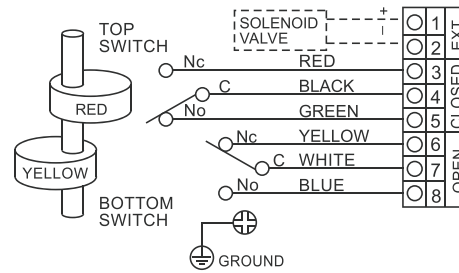 TOP
SWITCH
RED
YELLOW
BOTTOM
SWITCH
SOLENOID
VALVE
+
−
Nc RED
C BLACK
No GREEN
Nc YELLOW
C WHITE
No BLUE
GROUND
1
2
3
4
5
6
7
8
EXT.
CLOSED
OPEN